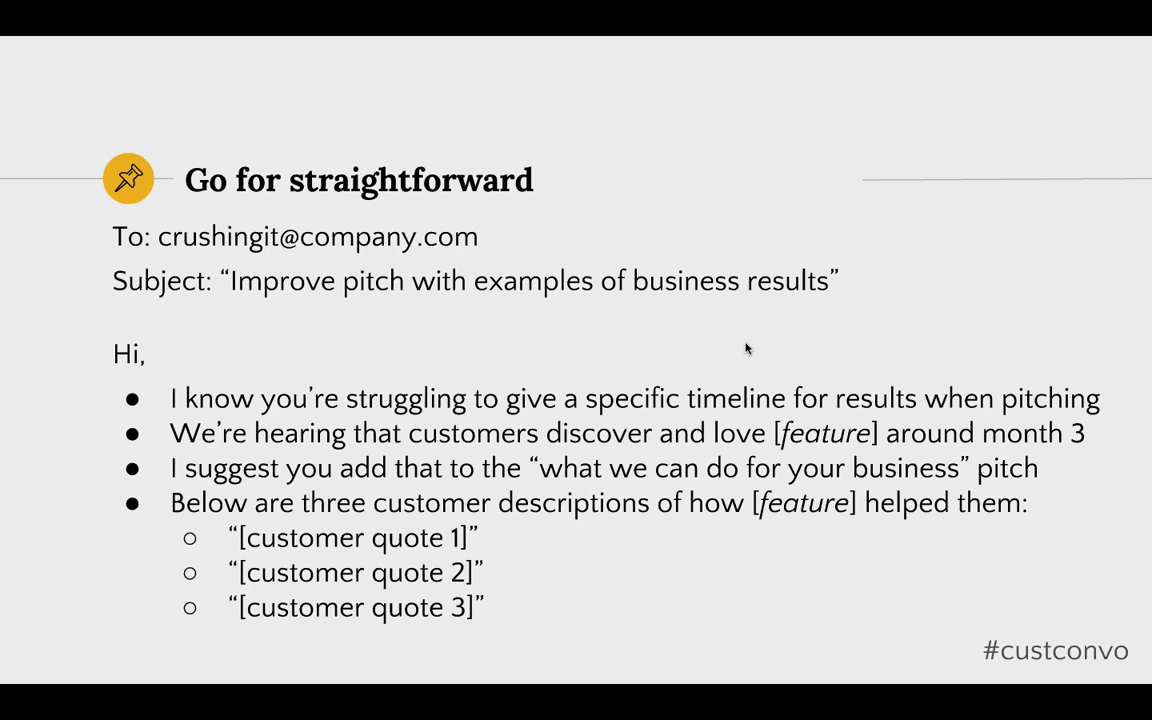 Go for straightforward
To: crushingit@company.com
Subject: “Improve pitch with examples of business results”
Hi,
● I know you’re struggling to give a specific timeline for results when pitching
● We’re hearing that customers discover and love [feature] around month 3
● I suggest you add that to the “what we can do for your business” pitch
● Below are three customer descriptions of how [feature] helped them:
○ “[customer quote 1]”
○ “[customer quote 2]”
○ “[customer quote 3]”
#custconvo